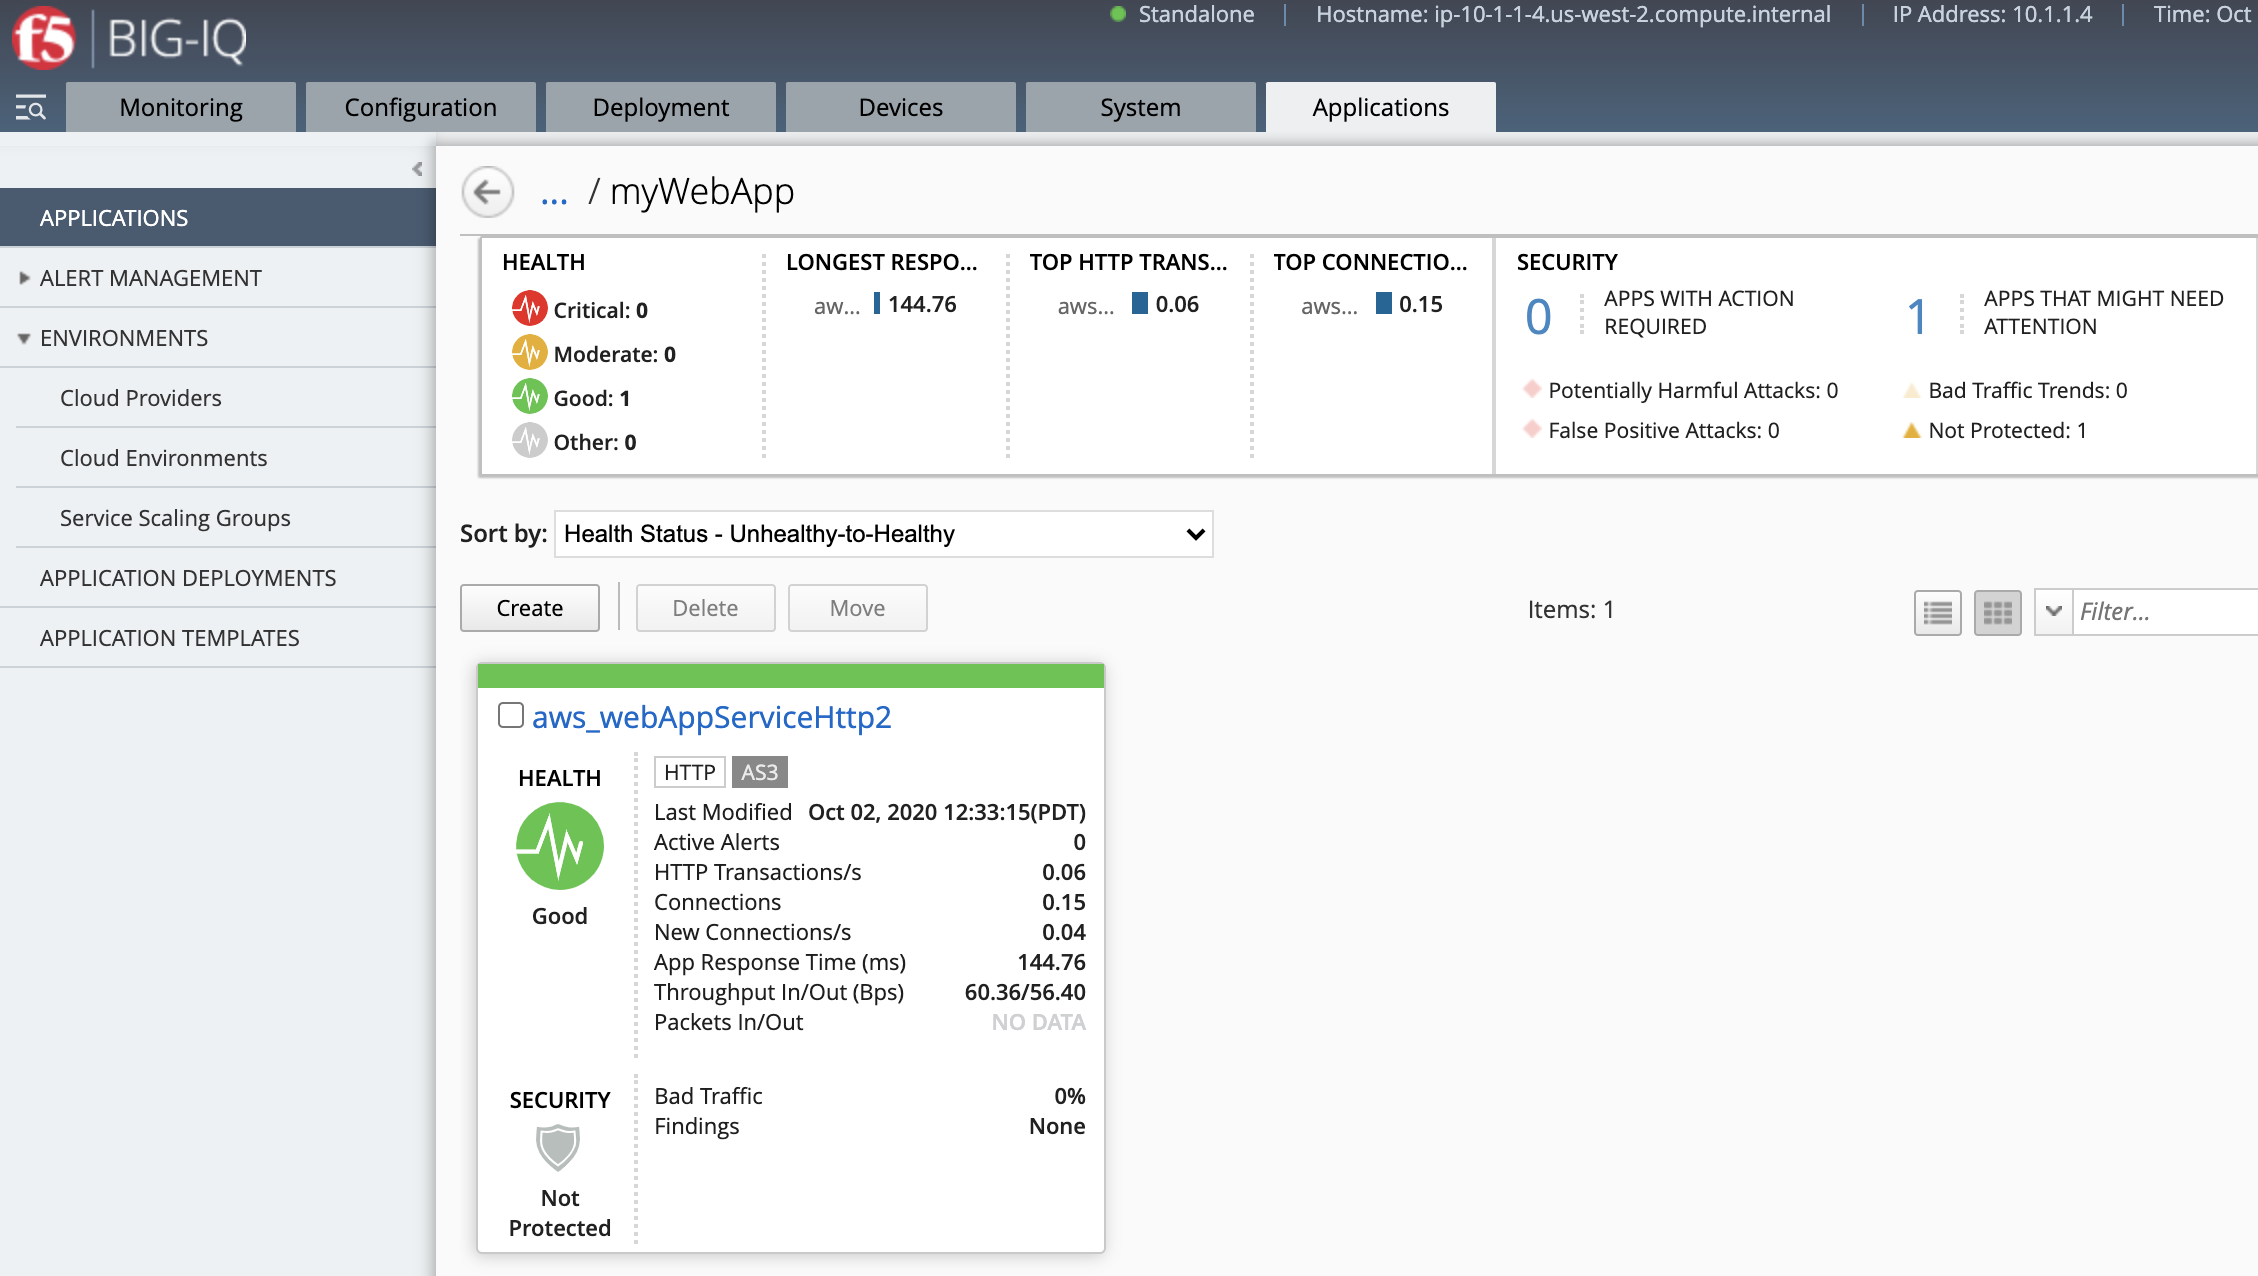 f5 BIG-IQ
Standalone Hostname: ip-10-1-1-4.us-west-2.compute.internal IP Address: 10.1.1.4 Time: Oct
Monitoring Configuration Deployment Devices System Applications
APPLICATIONS
ALERT MANAGEMENT
ENVIRONMENTS
Cloud Providers
Cloud Environments
Service Scaling Groups
APPLICATION DEPLOYMENTS
APPLICATION TEMPLATES
... / myWebApp
HEALTH
Critical: 0
Moderate: 0
Good: 1
Other: 0
LONGEST RESPO...
aw... 144.76
TOP HTTP TRANS...
aws... 0.06
TOP CONNECTIO...
aws... 0.15
SECURITY
0 APPS WITH ACTION
REQUIRED
Potentially Harmful Attacks: 0
False Positive Attacks: 0
1 APPS THAT MIGHT NEED
ATTENTION
Bad Traffic Trends: 0
Not Protected: 1
Sort by: Health Status - Unhealthy-to-Healthy
Create Delete Move Items: 1 Filter...
aws_webAppServiceHttp2
HEALTH
Good
HTTP AS3
Last Modified Oct 02, 2020 12:33:15(PDT)
Active Alerts 0
HTTP Transactions/s 0.06
Connections 0.15
New Connections/s 0.04
App Response Time (ms) 144.76
Throughput In/Out (Bps) 60.36/56.40
Packets In/Out NO DATA
SECURITY
Not
Protected
Bad Traffic 0%
Findings None